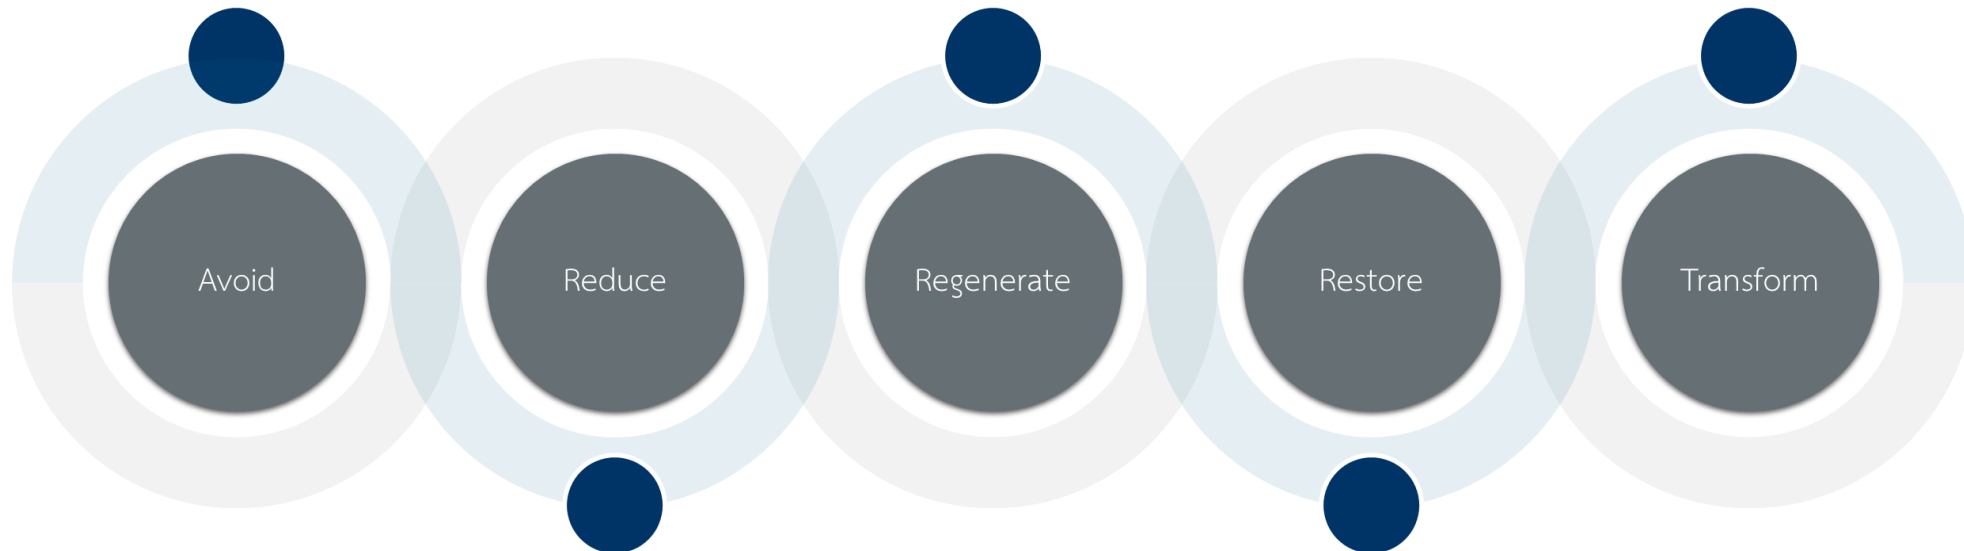 Avoid
Reduce
Regenerate
Restore
Transform